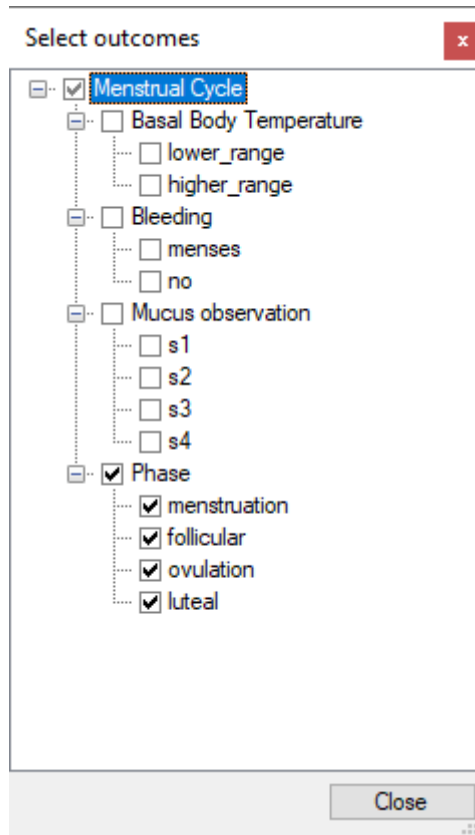 Select outcomes
x
Menstrual Cycle
Basal Body Temperature
lower_range
higher_range
Bleeding
menses
no
Mucus observation
s1
s2
s3
s4
Phase
menstruation
follicular
ovulation
luteal
Close